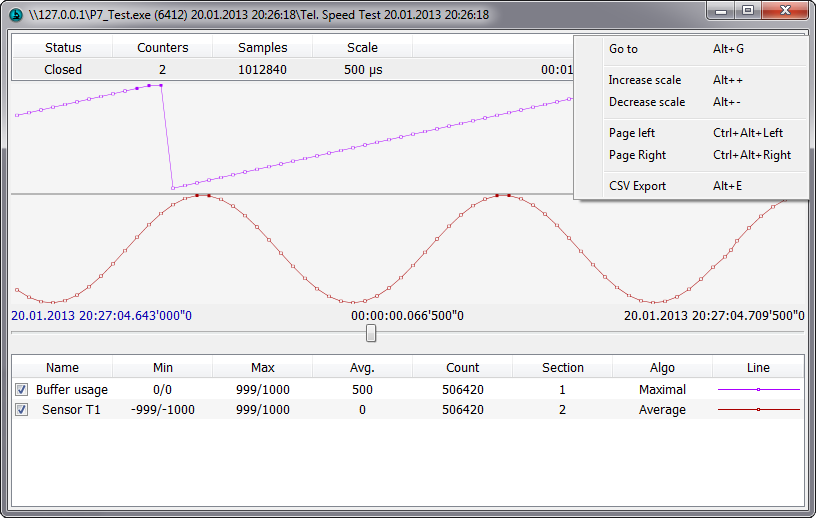 \\127.0.0.1\P7_Test.exe (6412) 20.01.2013 20:26:18\Tel. Speed Test 20.01.2013 20:26:18
Status Counters Samples Scale
Closed 2 1012840 500 µs 00:01
Go to Alt+G
Increase scale Alt++
Decrease scale Alt+-
Page left Ctrl+Alt+Left
Page Right Ctrl+Alt+Right
CSV Export Alt+E
20.01.2013 20:27:04.643'000"0 00:00:00.066'500"0 20.01.2013 20:27:04.709'500"0
Name Min Max Avg. Count Section Algo Line
Buffer usage 0/0 999/1000 500 506420 1 Maximal
Sensor T1 -999/-1000 999/1000 0 506420 2 Average